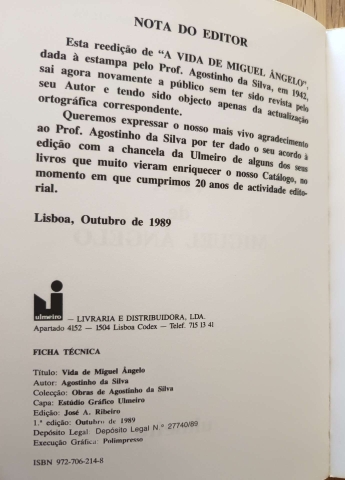 NOTA DO EDITOR
Esta reedição de "A VIDA DE MIGUEL ÂNGELO",
dada à estampa pelo Prof. Agostinho da Silva, em 1942,
sai agora novamente a público sem ter sido revista pelo
seu Autor e tendo sido objecto apenas da actualização
ortográfica correspondente.
Queremos expressar o nosso mais vivo agradecimento
ao Prof. Agostinho da Silva por ter dado o seu acordo à
edição com a chancela da Ulmeiro de alguns dos seus
livros que muito vieram enriquecer o nosso Catálogo, no
momento em que cumprimos 20 anos de actividade edito-
rial.
Lisboa, Outubro de 1989
ulmeiro – LIVRARIA E DISTRIBUIDORA, LDA.
Apartado 4152 — 1504 Lisboa Codex — Telef. 715 13 41
FICHA TÉCNICA
Título: Vida de Miguel Ângelo
Autor: Agostinho da Silva
Colecção: Obras de Agostinho da Silva
Capa: Estúdio Gráfico Ulmeiro
Edição: José A. Ribeiro
1.ª edição: Outubro de 1989
Depósito Legal: Depósito Legal N.º 27740/89
Execução Gráfica: Polimpresso
ISBN 972-706-214-8